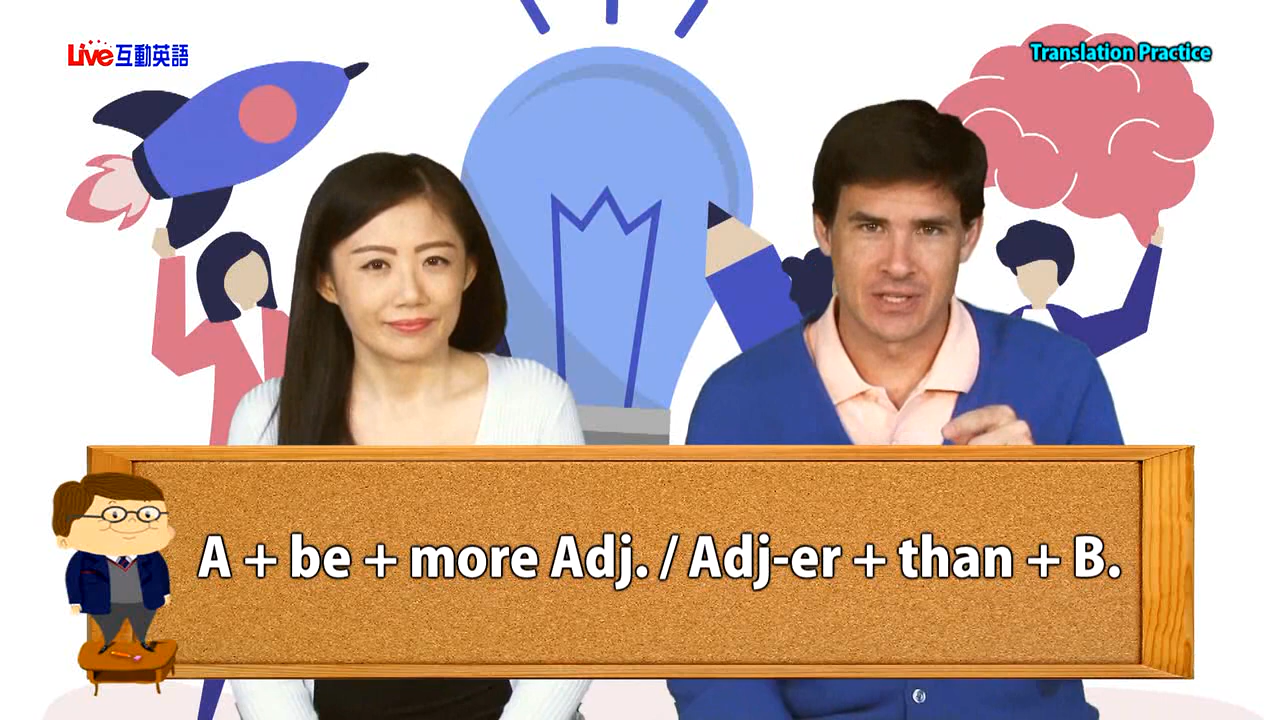 Live互動英語
Translation Practice
A + be + more Adj. / Adj-er + than + B.